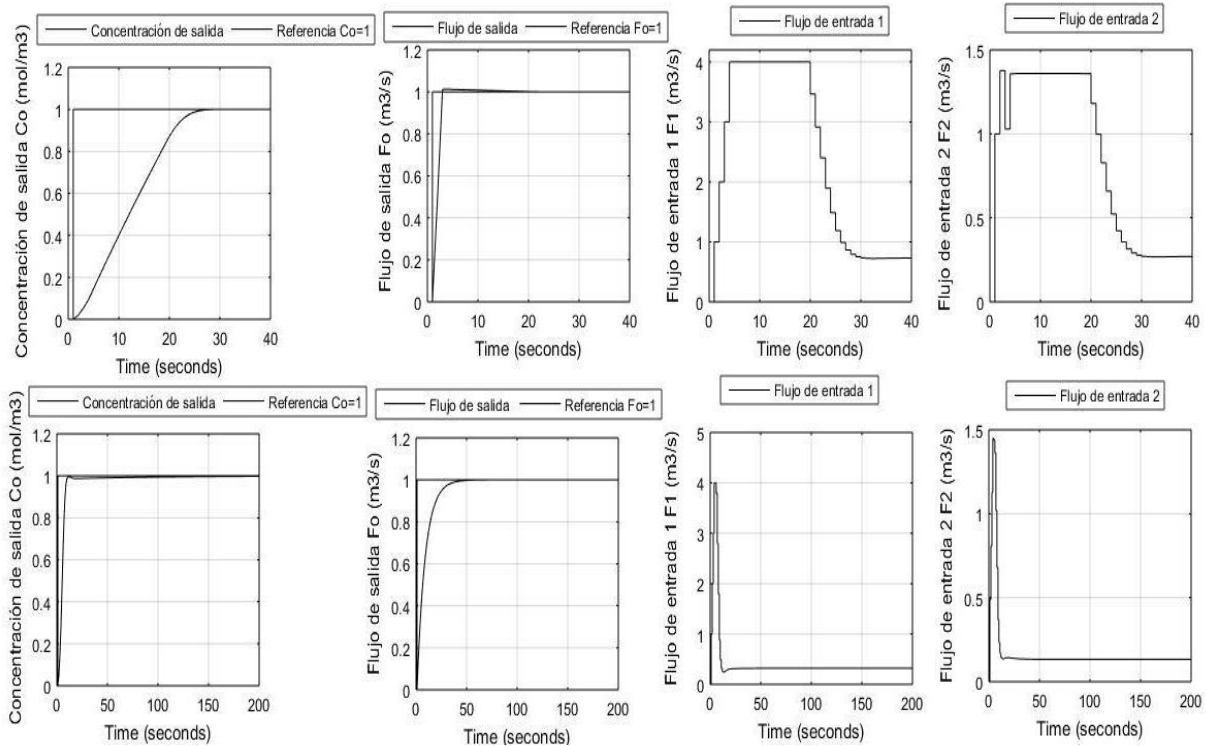 Concentración de salida Referencia Co=1
Concentración de salida Co (mol/m3)
1.2
1
0.8
0.6
0.4
0.2
0
0 10 20 30 40
Time (seconds)
Flujo de salida Referencia Fo=1
Flujo de salida Fo (m3/s)
1.2
1
0.8
0.6
0.4
0.2
0
0 10 20 30 40
Time (seconds)
Flujo de entrada 1
Flujo de entrada 1 F1 (m3/s)
4
3
2
1
0
0 10 20 30 40
Time (seconds)
Flujo de entrada 2
Flujo de entrada 2 F2 (m3/s)
1.5
1
0.5
0
0 10 20 30 40
Time (seconds)
Concentración de salida Referencia Co=1
Concentración de salida Co (mol/m3)
1.2
1
0.8
0.6
0.4
0.2
0
0 50 100 150 200
Time (seconds)
Flujo de salida Referencia Fo=1
Flujo de salida Fo (m3/s)
1.2
1
0.8
0.6
0.4
0.2
0
0 50 100 150 200
Time (seconds)
Flujo de entrada 1
Flujo de entrada 1 F1 (m3/s)
5
4
3
2
1
0
0 50 100 150 200
Time (seconds)
Flujo de entrada 2
Flujo de entrada 2 F2 (m3/s)
1.5
1
0.5
0
0 50 100 150 200
Time (seconds)